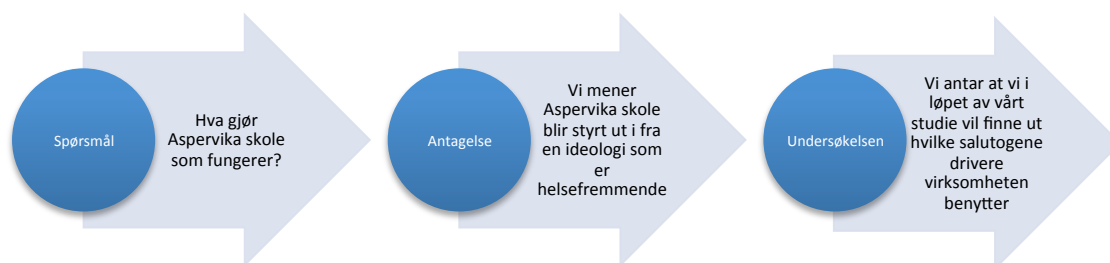 Spørsmål
Hva gjør
Aspervika skole
som fungerer?
Antagelse
Vi mener
Aspervika skole
blir styrt ut i fra
en ideologi som
er
helsefremmende
Undersøkelsen
Vi antar at vi i
løpet av vårt
studie vil finne ut
hvilke salutogene
drivere
virksomheten
benytter